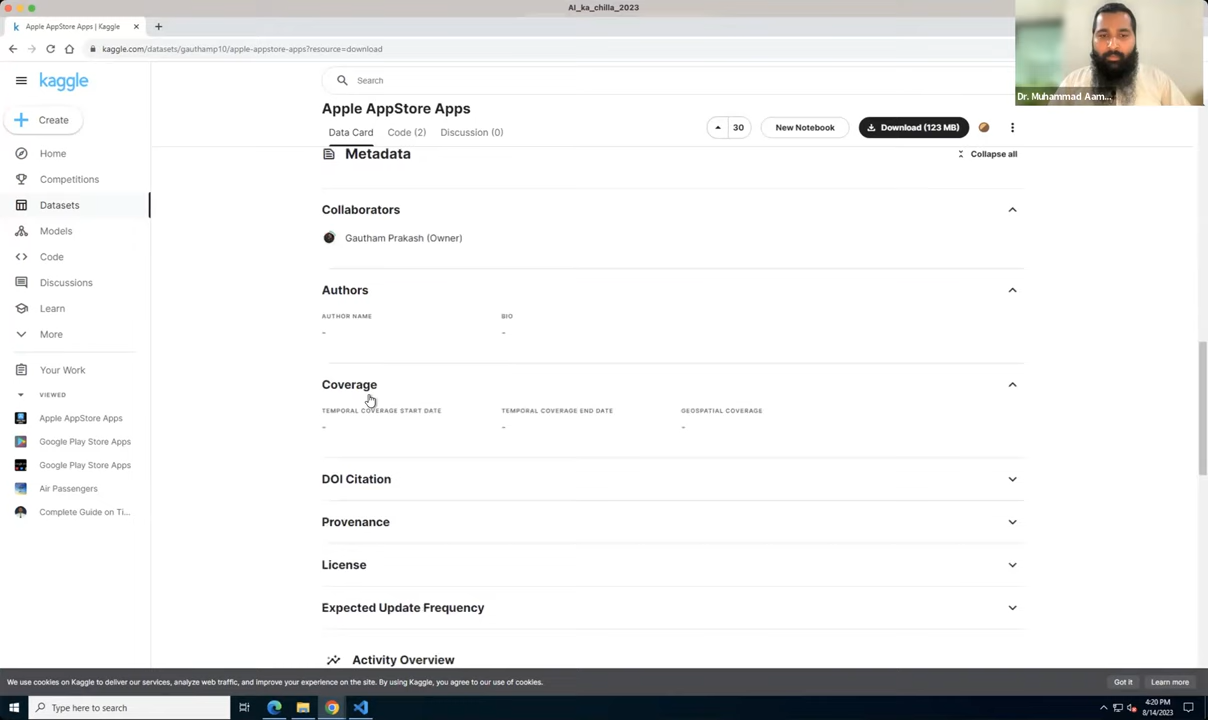 AI_ka_chilla_2023
Apple AppStore Apps | Kaggle
kaggle.com/datasets/gauthamp10/apple-appstore-apps?resource=download
Dr. Muhammad Aam...
kaggle
Search
Create
Apple AppStore Apps
Data Card Code (2) Discussion (0)
30
New Notebook
Download (123 MB)
Home
Competitions
Datasets
Models
Code
Discussions
Learn
More
Your Work
VIEWED
Apple AppStore Apps
Google Play Store Apps
Google Play Store Apps
Air Passengers
Complete Guide on Ti...
Metadata
Collapse all
Collaborators
Gautham Prakash (Owner)
Authors
AUTHOR NAME BIO
- -
Coverage
TEMPORAL COVERAGE START DATE TEMPORAL COVERAGE END DATE GEOSPATIAL COVERAGE
- - -
DOI Citation
Provenance
License
Expected Update Frequency
Activity Overview
We use cookies on Kaggle to deliver our services, analyze web traffic, and improve your experience on the site. By using Kaggle, you agree to our use of cookies.
Got it
Learn more
Type here to search
4:20 PM
8/14/2023